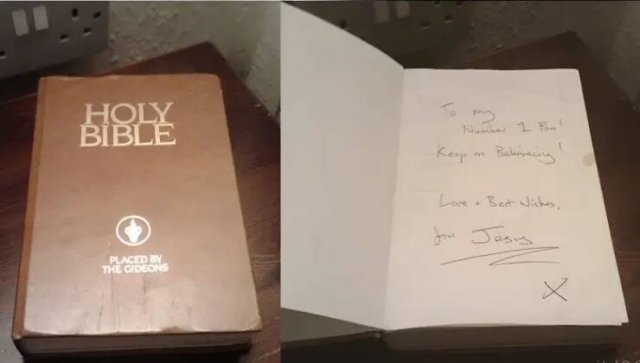 HOLY
BIBLE
PLACED BY
THE GIDEONS
To my
Number 1 Fan!
Keep on Believing!
Love + Best Wishes,
from Jesus
X